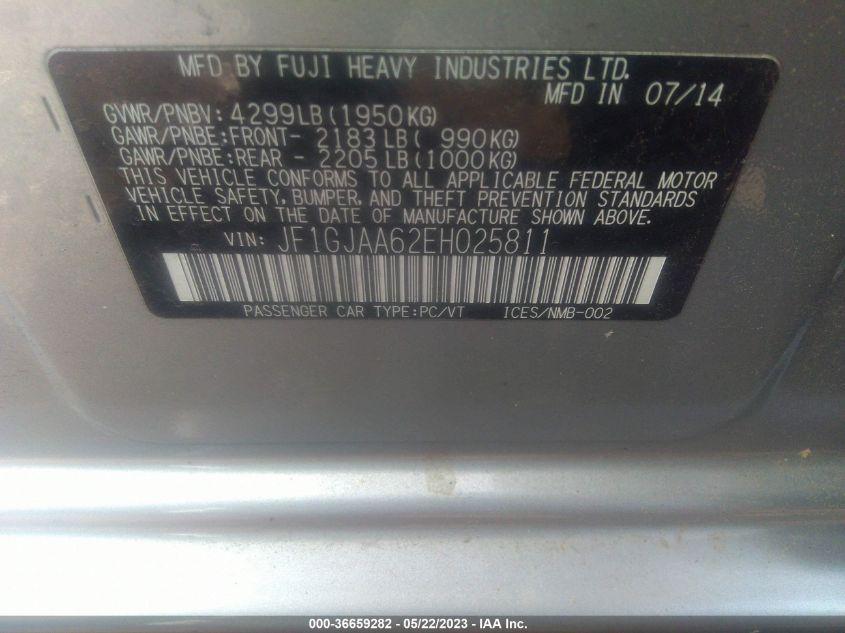 MFD BY FUJI HEAVY INDUSTRIES LTD.
MFD IN 07/14
GVWR/PNBV: 4299LB(1950KG)
GAWR/PNBE:FRONT- 2183LB( 990KG)
GAWR/PNBE:REAR - 2205LB(1000KG)
THIS VEHICLE CONFORMS TO ALL APPLICABLE FEDERAL MOTOR
VEHICLE SAFETY, BUMPER, AND THEFT PREVENTION STANDARDS
IN EFFECT ON THE DATE OF MANUFACTURE SHOWN ABOVE.
VIN: JF1GJAA62EH025811
PASSENGER CAR TYPE:PC/VT ICES/NMB-002
000-36659282 - 05/22/2023 - IAA Inc.